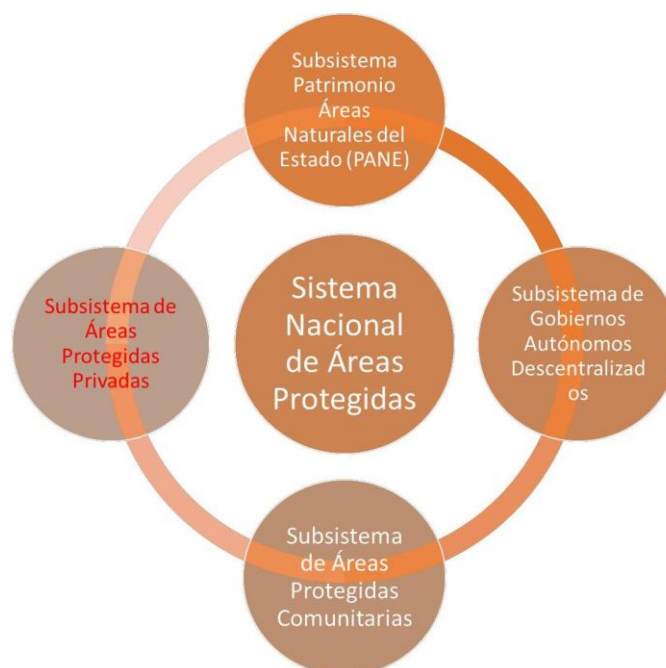 Subsistema
Patrimonio
Áreas
Naturales del
Estado (PANE)
Subsistema de
Áreas
Protegidas
Privadas
Sistema
Nacional
de Áreas
Protegidas
Subsistema de
Gobiernos
Autónomos
Descentralizad
os
Subsistema
de Áreas
Protegidas
Comunitarias